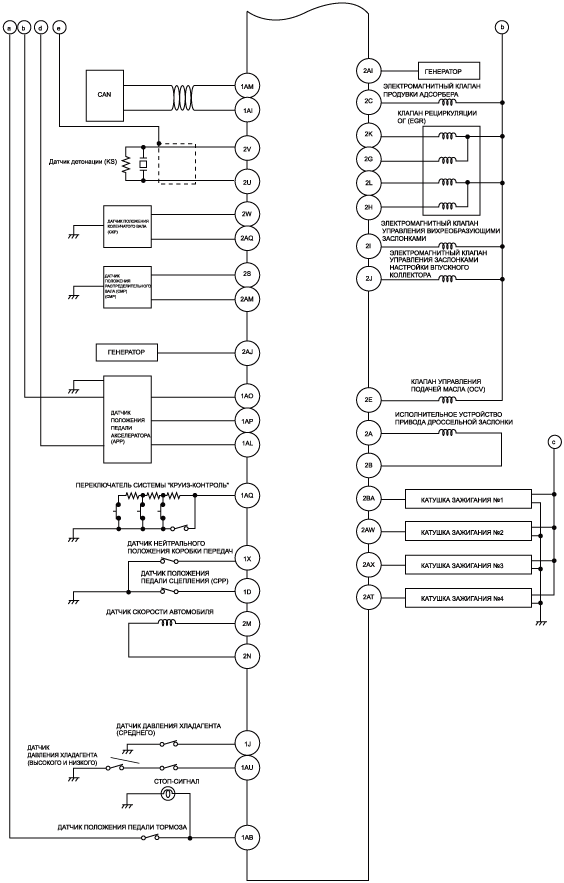 a b d e
b
CAN
1AM
1AI
Датчик детонации (KS)
2V
2U
ДАТЧИК ПОЛОЖЕНИЯ
КОЛЕНЧАТОГО ВАЛА
(CKP)
2W
2AQ
ДАТЧИК
ПОЛОЖЕНИЯ
РАСПРЕДЕЛИТЕЛЬНОГО
ВАЛА (CMP)
(CMP)
2S
2AM
ГЕНЕРАТОР
2AJ
ДАТЧИК
ПОЛОЖЕНИЯ
ПЕДАЛИ
АКСЕЛЕРАТОРА
(APP)
1AO
1AP
1AL
ПЕРЕКЛЮЧАТЕЛЬ СИСТЕМЫ "КРУИЗ-КОНТРОЛЬ"
1AQ
ДАТЧИК НЕЙТРАЛЬНОГО
ПОЛОЖЕНИЯ КОРОБКИ ПЕРЕДАЧ
1X
ДАТЧИК ПОЛОЖЕНИЯ
ПЕДАЛИ СЦЕПЛЕНИЯ (CPP)
1D
ДАТЧИК СКОРОСТИ АВТОМОБИЛЯ
2M
2N
ДАТЧИК ДАВЛЕНИЯ ХЛАДАГЕНТА
(СРЕДНЕГО)
1J
ДАТЧИК
ДАВЛЕНИЯ ХЛАДАГЕНТА
(ВЫСОКОГО И НИЗКОГО)
1AU
СТОП-СИГНАЛ
ДАТЧИК ПОЛОЖЕНИЯ ПЕДАЛИ ТОРМОЗА
1AB
2AI
ГЕНЕРАТОР
ЭЛЕКТРОМАГНИТНЫЙ КЛАПАН
ПРОДУВКИ АДСОРБЕРА
2C
КЛАПАН РЕЦИРКУЛЯЦИИ
ОГ (EGR)
2K
2G
2L
2H
ЭЛЕКТРОМАГНИТНЫЙ КЛАПАН
УПРАВЛЕНИЯ ВИХРЕОБРАЗУЮЩИМИ
ЗАСЛОНКАМИ
2I
ЭЛЕКТРОМАГНИТНЫЙ КЛАПАН
УПРАВЛЕНИЯ ЗАСЛОНКАМИ
НАСТРОЙКИ ВПУСКНОГО
КОЛЛЕКТОРА
2J
КЛАПАН УПРАВЛЕНИЯ
ПОДАЧЕЙ МАСЛА (OCV)
2E
ИСПОЛНИТЕЛЬНОЕ УСТРОЙСТВО
ПРИВОДА ДРОССЕЛЬНОЙ ЗАСЛОНКИ
2A
2B
c
2BA
КАТУШКА ЗАЖИГАНИЯ №1
2AW
КАТУШКА ЗАЖИГАНИЯ №2
2AX
КАТУШКА ЗАЖИГАНИЯ №3
2AT
КАТУШКА ЗАЖИГАНИЯ №4